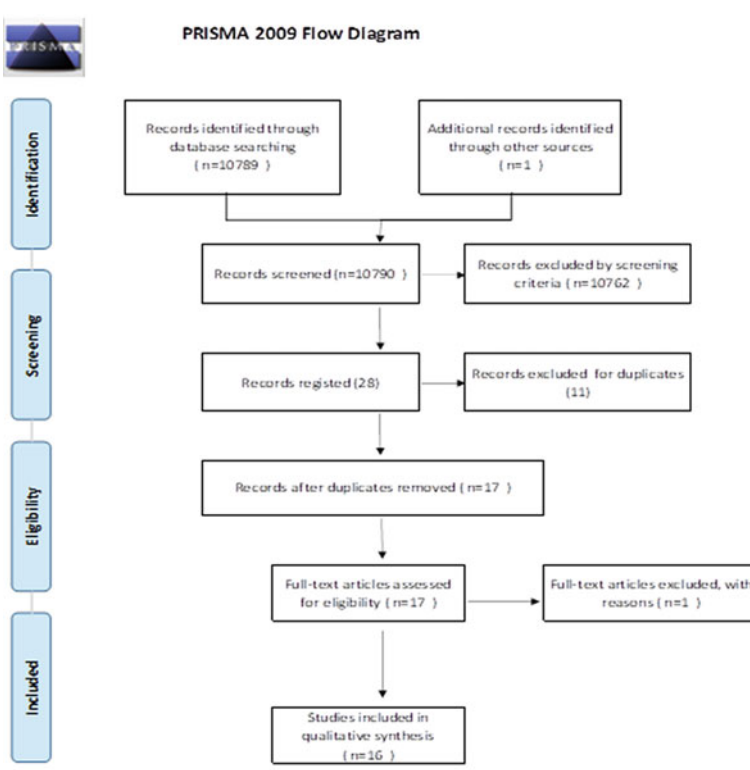 PRISMA
PRISMA 2009 Flow Diagram
Identification
Records identified through
database searching
( n=10789 )
Additional records identified
through other sources
( n=1 )
Records screened (n=10790 )
Records excluded by screening
criteria ( n=10762 )
Screening
Records registed (28)
Records excluded for duplicates
(11)
Eligibility
Records after duplicates removed ( n=17 )
Full-text articles assessed
for eligibility ( n=17 )
Full-text articles excluded, with
reasons ( n=1 )
Included
Studies included in
qualitative synthesis
( n=16 )